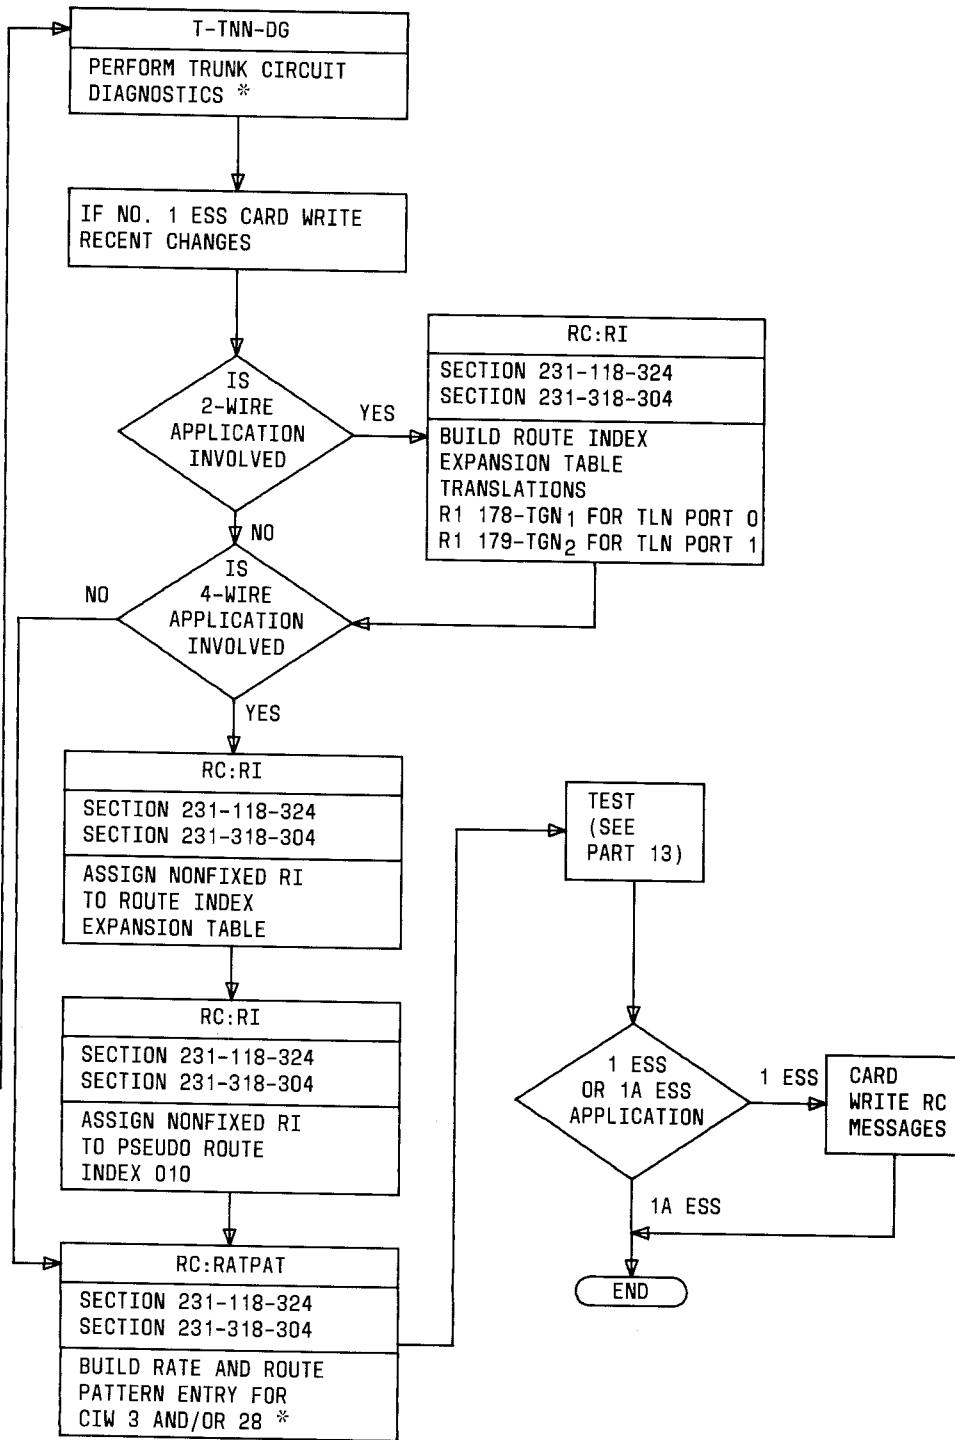 T-TNN-DG
PERFORM TRUNK CIRCUIT
DIAGNOSTICS *
IF NO. 1 ESS CARD WRITE
RECENT CHANGES
IS
2-WIRE
APPLICATION
INVOLVED
YES
NO
RC:RI
SECTION 231-118-324
SECTION 231-318-304
BUILD ROUTE INDEX
EXPANSION TABLE
TRANSLATIONS
R1 178-TGN1 FOR TLN PORT 0
R1 179-TGN2 FOR TLN PORT 1
IS
4-WIRE
APPLICATION
INVOLVED
NO
YES
RC:RI
SECTION 231-118-324
SECTION 231-318-304
ASSIGN NONFIXED RI
TO ROUTE INDEX
EXPANSION TABLE
RC:RI
SECTION 231-118-324
SECTION 231-318-304
ASSIGN NONFIXED RI
TO PSEUDO ROUTE
INDEX 010
RC:RATPAT
SECTION 231-118-324
SECTION 231-318-304
BUILD RATE AND ROUTE
PATTERN ENTRY FOR
CIW 3 AND/OR 28 *
TEST
(SEE
PART 13)
1 ESS
OR 1A ESS
APPLICATION
1 ESS
CARD
WRITE RC
MESSAGES
1A ESS
END